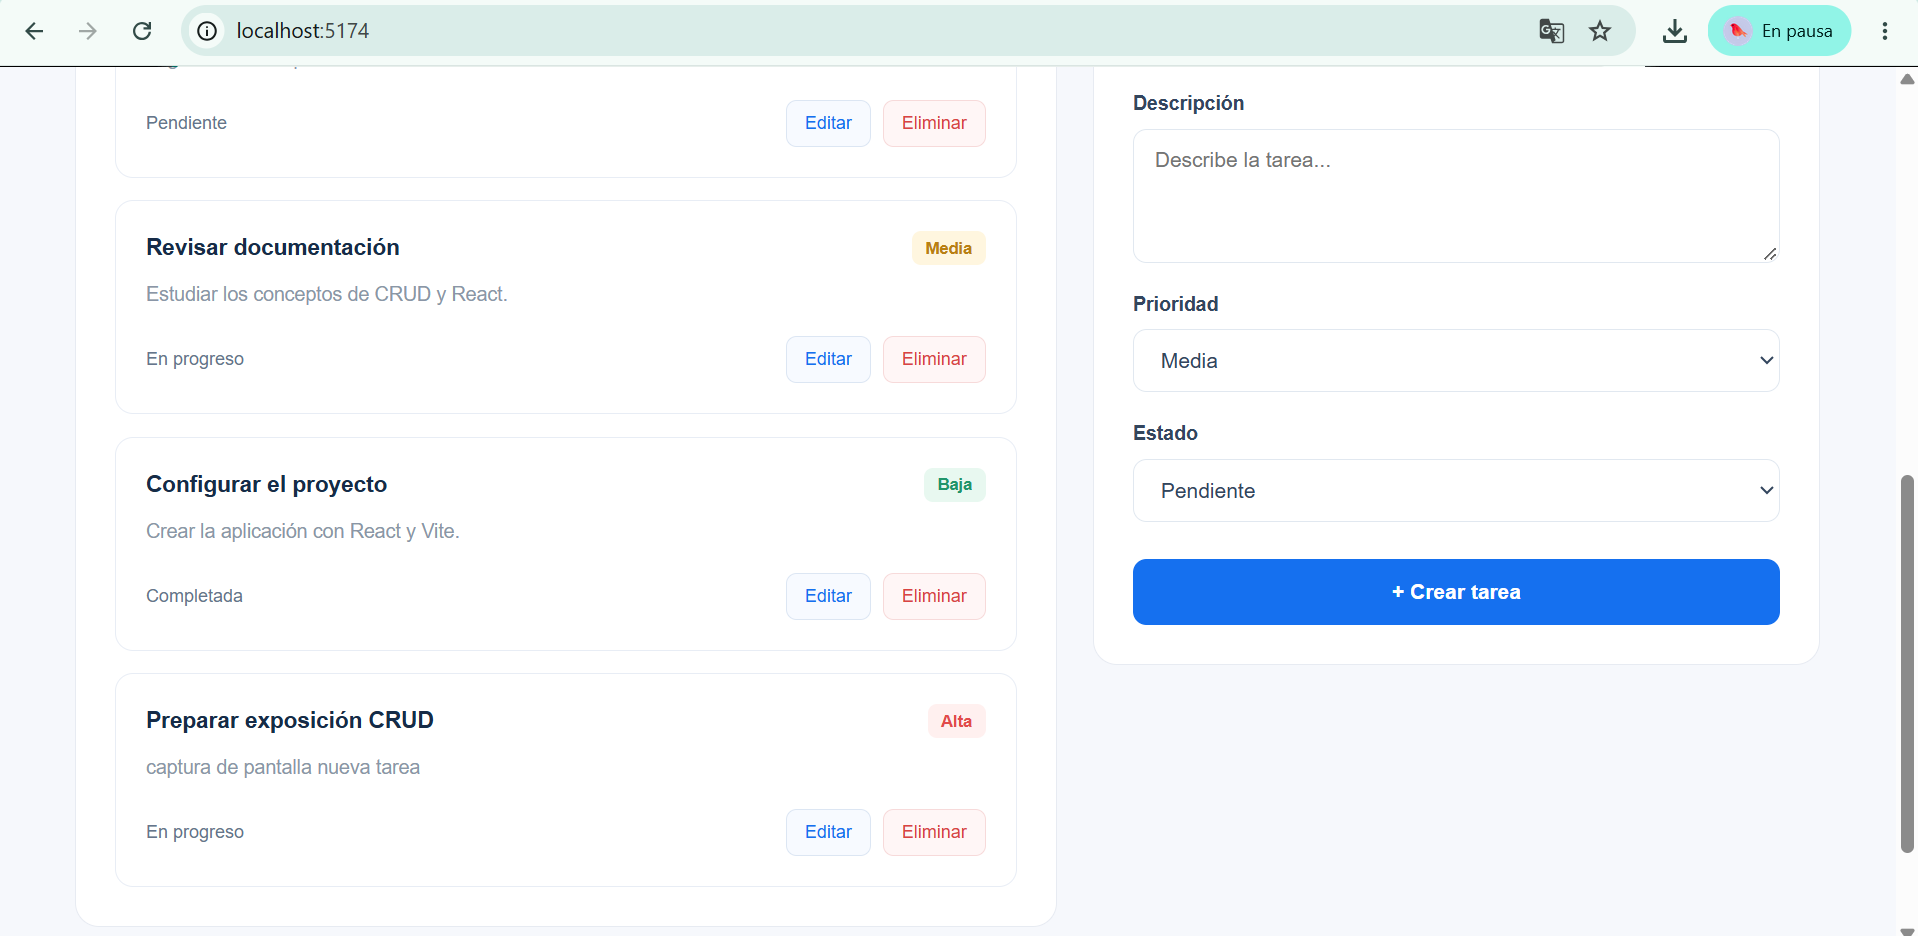 localhost:5174
En pausa
Pendiente
Editar
Eliminar
Revisar documentación
Media
Estudiar los conceptos de CRUD y React.
En progreso
Editar
Eliminar
Configurar el proyecto
Baja
Crear la aplicación con React y Vite.
Completada
Editar
Eliminar
Preparar exposición CRUD
Alta
captura de pantalla nueva tarea
En progreso
Editar
Eliminar
Descripción
Describe la tarea...
Prioridad
Media
Estado
Pendiente
+ Crear tarea